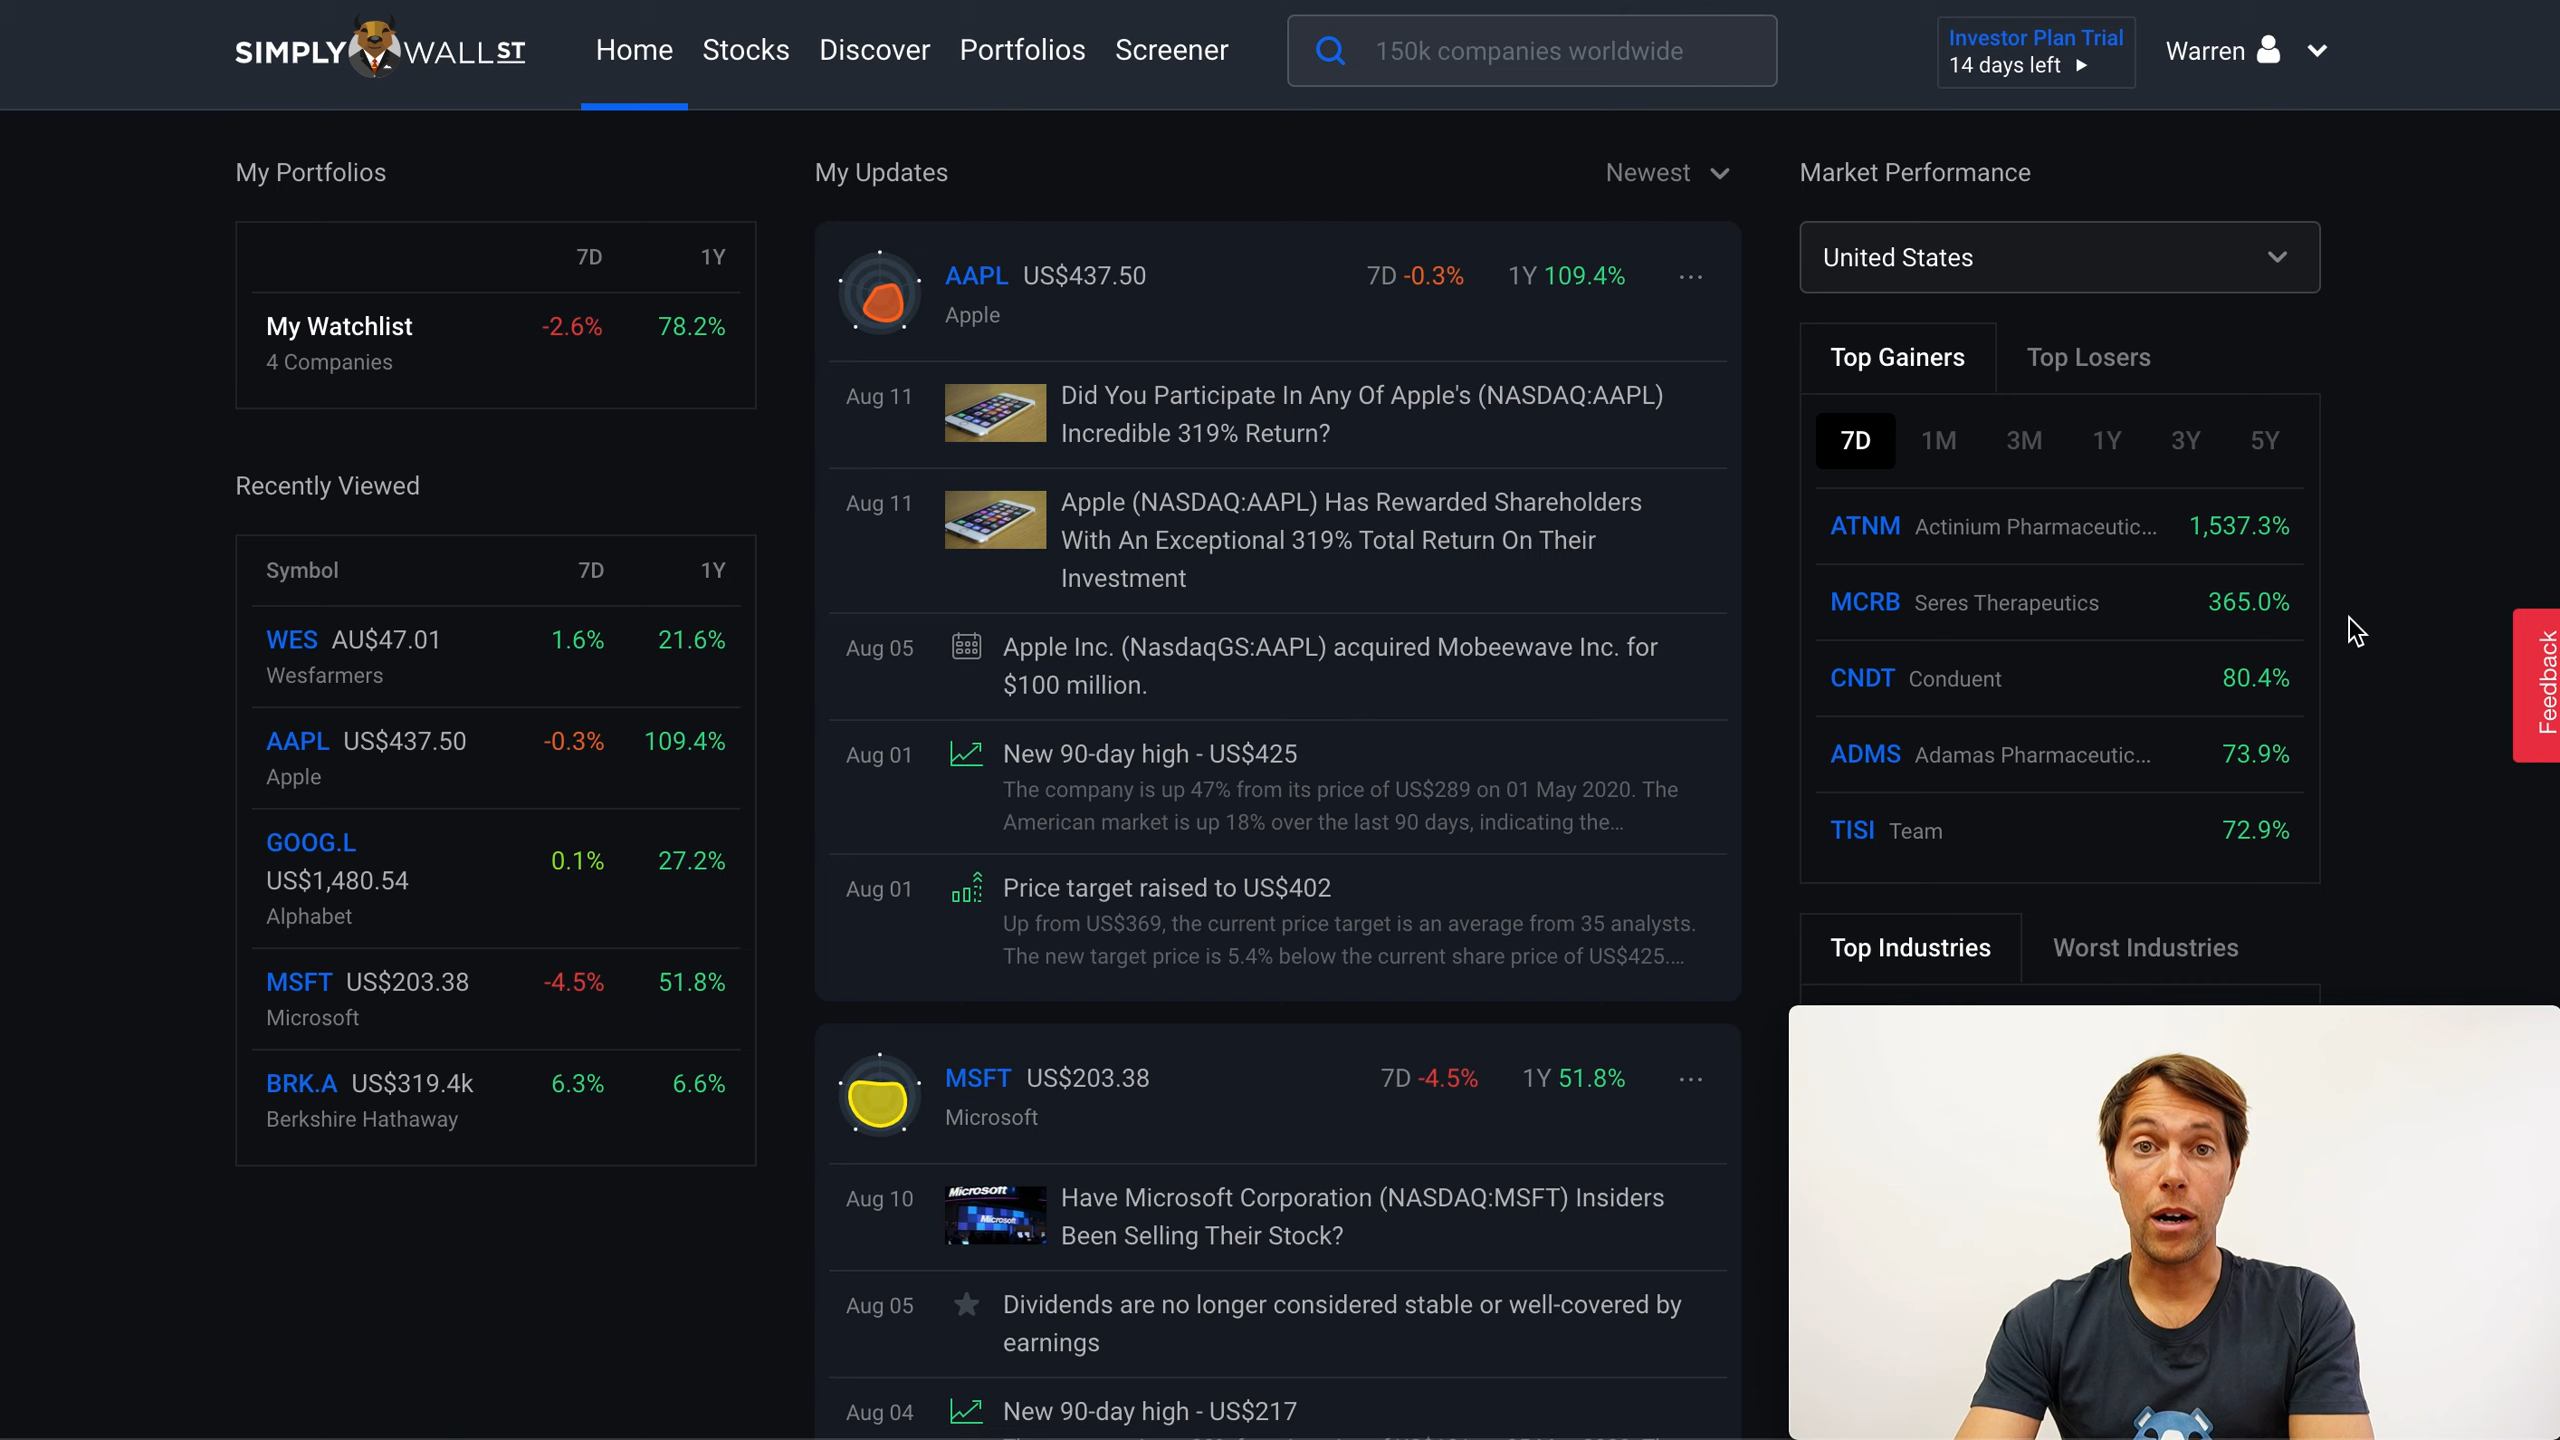 SIMPLY WALL ST
Home
Stocks
Discover
Portfolios
Screener
150k companies worldwide
Investor Plan Trial
14 days left
Warren
My Portfolios
7D 1Y
My Watchlist -2.6% 78.2%
4 Companies
Recently Viewed
Symbol 7D 1Y
WES AU$47.01 1.6% 21.6%
Wesfarmers
AAPL US$437.50 -0.3% 109.4%
Apple
GOOG.L
US$1,480.54 0.1% 27.2%
Alphabet
MSFT US$203.38 -4.5% 51.8%
Microsoft
BRK.A US$319.4k 6.3% 6.6%
Berkshire Hathaway
My Updates
Newest
AAPL US$437.50 7D -0.3% 1Y 109.4% ...
Apple
Aug 11 Did You Participate In Any Of Apple's (NASDAQ:AAPL)
Incredible 319% Return?
Aug 11 Apple (NASDAQ:AAPL) Has Rewarded Shareholders
With An Exceptional 319% Total Return On Their
Investment
Aug 05 Apple Inc. (NasdaqGS:AAPL) acquired Mobeewave Inc. for
$100 million.
Aug 01 New 90-day high - US$425
The company is up 47% from its price of US$289 on 01 May 2020. The
American market is up 18% over the last 90 days, indicating the...
Aug 01 Price target raised to US$402
Up from US$369, the current price target is an average from 35 analysts.
The new target price is 5.4% below the current share price of US$425....
MSFT US$203.38 7D -4.5% 1Y 51.8% ...
Microsoft
Aug 10 Have Microsoft Corporation (NASDAQ:MSFT) Insiders
Been Selling Their Stock?
Microsoft
Microsoft
Aug 05 Dividends are no longer considered stable or well-covered by
earnings
Aug 04 New 90-day high - US$217
Market Performance
United States
Top Gainers
Top Losers
7D 1M 3M 1Y 3Y 5Y
ATNM Actinium Pharmaceutic... 1,537.3%
MCRB Seres Therapeutics 365.0%
CNDT Conduent 80.4%
ADMS Adamas Pharmaceutic... 73.9%
TISI Team 72.9%
Top Industries
Worst Industries
Feedback